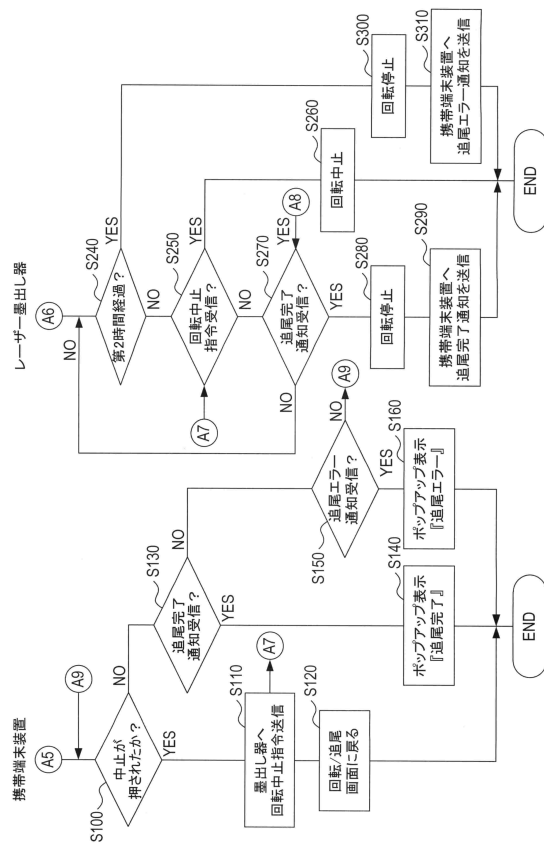 携帯端末装置
A5
A9
S100
中止が
押されたか？
NO
YES
S110
墨出し器へ
回転中止指令送信
A7
S120
回転/追尾
画面に戻る
S130
追尾完了
通知受信？
NO
YES
S140
ポップアップ表示
『追尾完了』
S150
追尾エラー
通知受信？
NO
A9
YES
S160
ポップアップ表示
『追尾エラー』
END
レーザー墨出し器
A6
NO
S240
第2時間経過？
YES
NO
A7
S250
回転中止
指令受信？
YES
NO
S260
回転中止
S270
追尾完了
通知受信？
YES
A8
NO
YES
S280
回転停止
S290
携帯端末装置へ
追尾完了通知を送信
S300
回転停止
S310
携帯端末装置へ
追尾エラー通知を送信
END